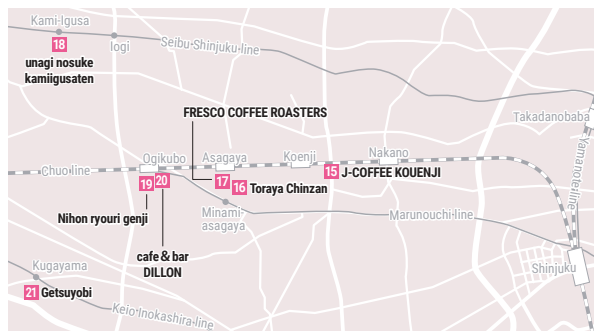 Kami-Igusa
18
Iogi
Seibu-Shinjuku line
unagi nosuke
kamiigusaten
FRESCO COFFEE ROASTERS
Takadanobaba
Yamanote line
Ogikubo
Asagaya
Koenji
Nakano
Chuo line
15 J-COFFEE KOUENJI
19
20
17
16 Toraya Chinzan
Nihon ryouri genji
Minami-
asagaya
Marunouchi line
cafe & bar
DILLON
Kugayama
21 Getsuyobi
Keio Inokashira line
Shinjuku